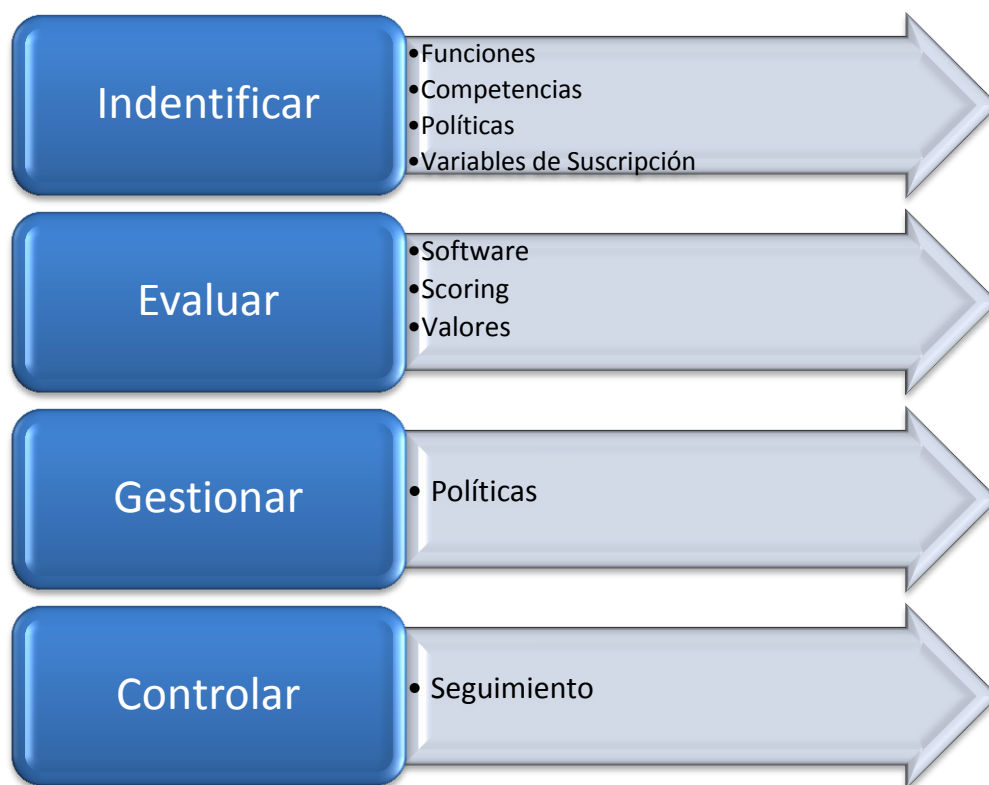 Indentificar
•Funciones
•Competencias
•Políticas
•Variables de Suscripción
Evaluar
•Software
•Scoring
•Valores
Gestionar
• Políticas
Controlar
• Seguimiento